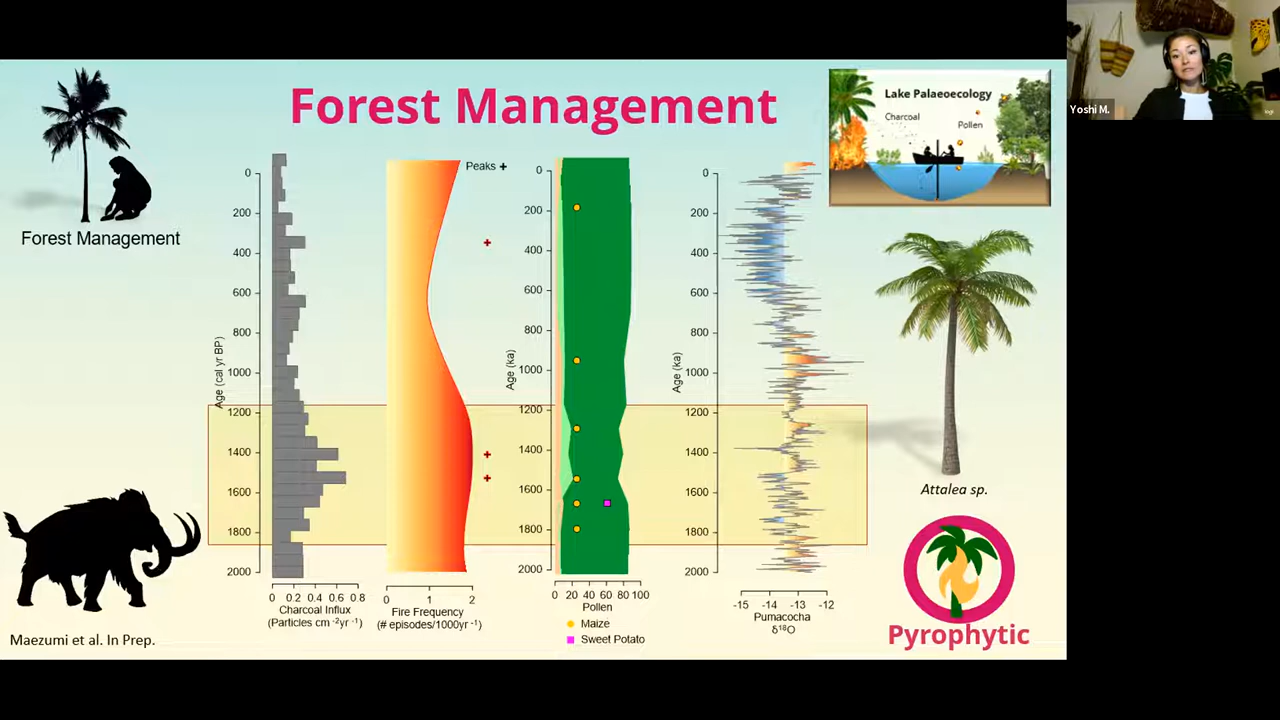 Forest Management
Lake Palaeoecology
Charcoal
Pollen
Yoshi M.
Forest Management
Age (cal yr BP)
0
200
400
600
800
1000
1200
1400
1600
1800
2000
0 0.2 0.4 0.6 0.8
Charcoal Influx
(Particles cm -2yr -1)
Peaks +
+
+
+
0 1 2
Fire Frequency
(# episodes/1000yr -1)
Age (ka)
0
200
400
600
800
1000
1200
1400
1600
1800
2000
0 20 40 60 80 100
Pollen
Maize
Sweet Potato
Age (ka)
0
200
400
600
800
1000
1200
1400
1600
1800
2000
-15 -14 -13 -12
Pumacocha
δ18O
Attalea sp.
Pyrophytic
Maezumi et al. In Prep.